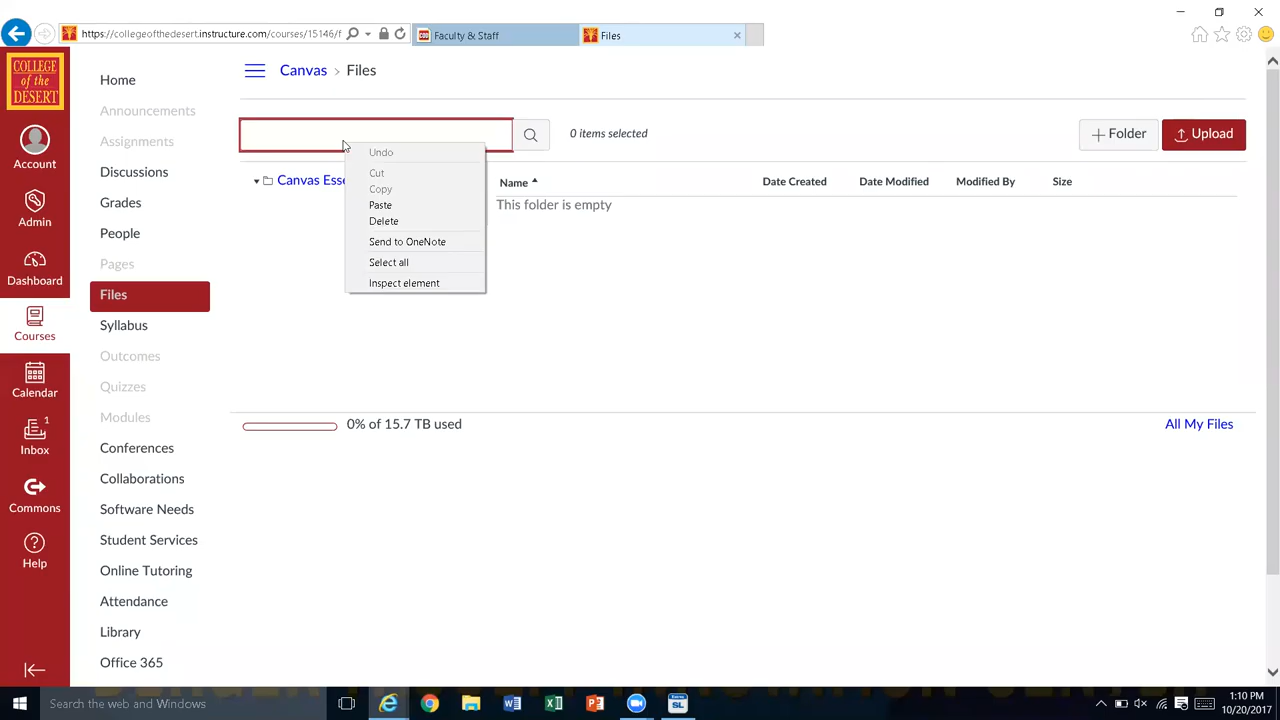 https://collegeofthedesert.instructure.com/courses/15146/f
Faculty & Staff
Files
COLLEGE
of the
DESERT
Account
Admin
Dashboard
Courses
Calendar
1
Inbox
Commons
Help
Home
Announcements
Assignments
Discussions
Grades
People
Pages
Files
Syllabus
Outcomes
Quizzes
Modules
Conferences
Collaborations
Software Needs
Student Services
Online Tutoring
Attendance
Library
Office 365
Canvas > Files
0 items selected
+ Folder
Upload
Canvas Esse
Undo
Cut
Copy
Paste
Delete
Send to OneNote
Select all
Inspect element
Name Date Created Date Modified Modified By Size
This folder is empty
0% of 15.7 TB used
All My Files
Search the web and Windows
1:10 PM
10/20/2017